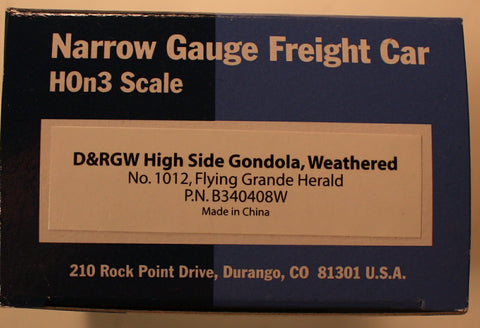 Narrow Gauge Freight Car
HOn3 Scale
D&RGW High Side Gondola, Weathered
No. 1012, Flying Grande Herald
P.N. B340408W
Made in China
210 Rock Point Drive, Durango, CO 81301 U.S.A.